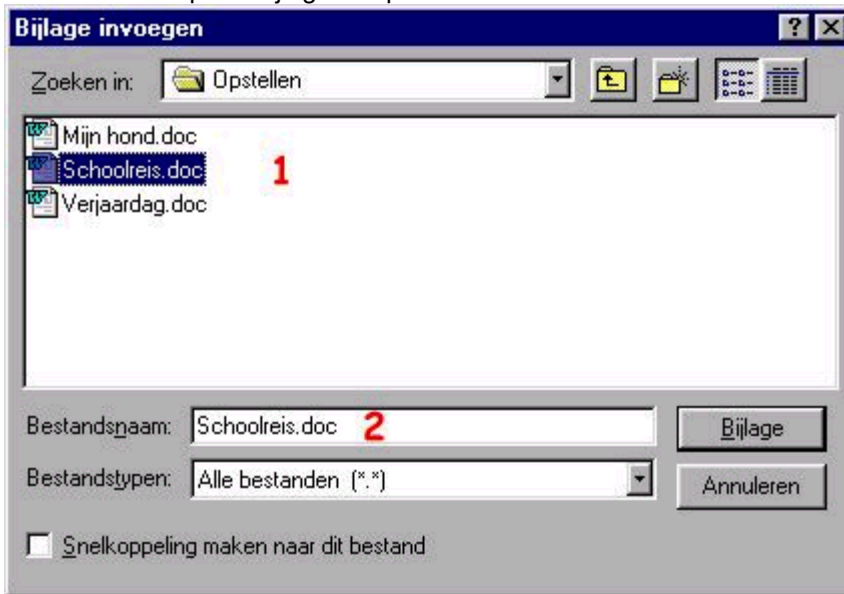 Bijlage invoegen
Zoeken in: Opstellen
Mijn hond.doc
Schoolreis.doc 1
Verjaardag.doc
Bestandsnaam: Schoolreis.doc 2 Bijlage
Bestandstypen: Alle bestanden (*.*) Annuleren
Snelkoppeling maken naar dit bestand